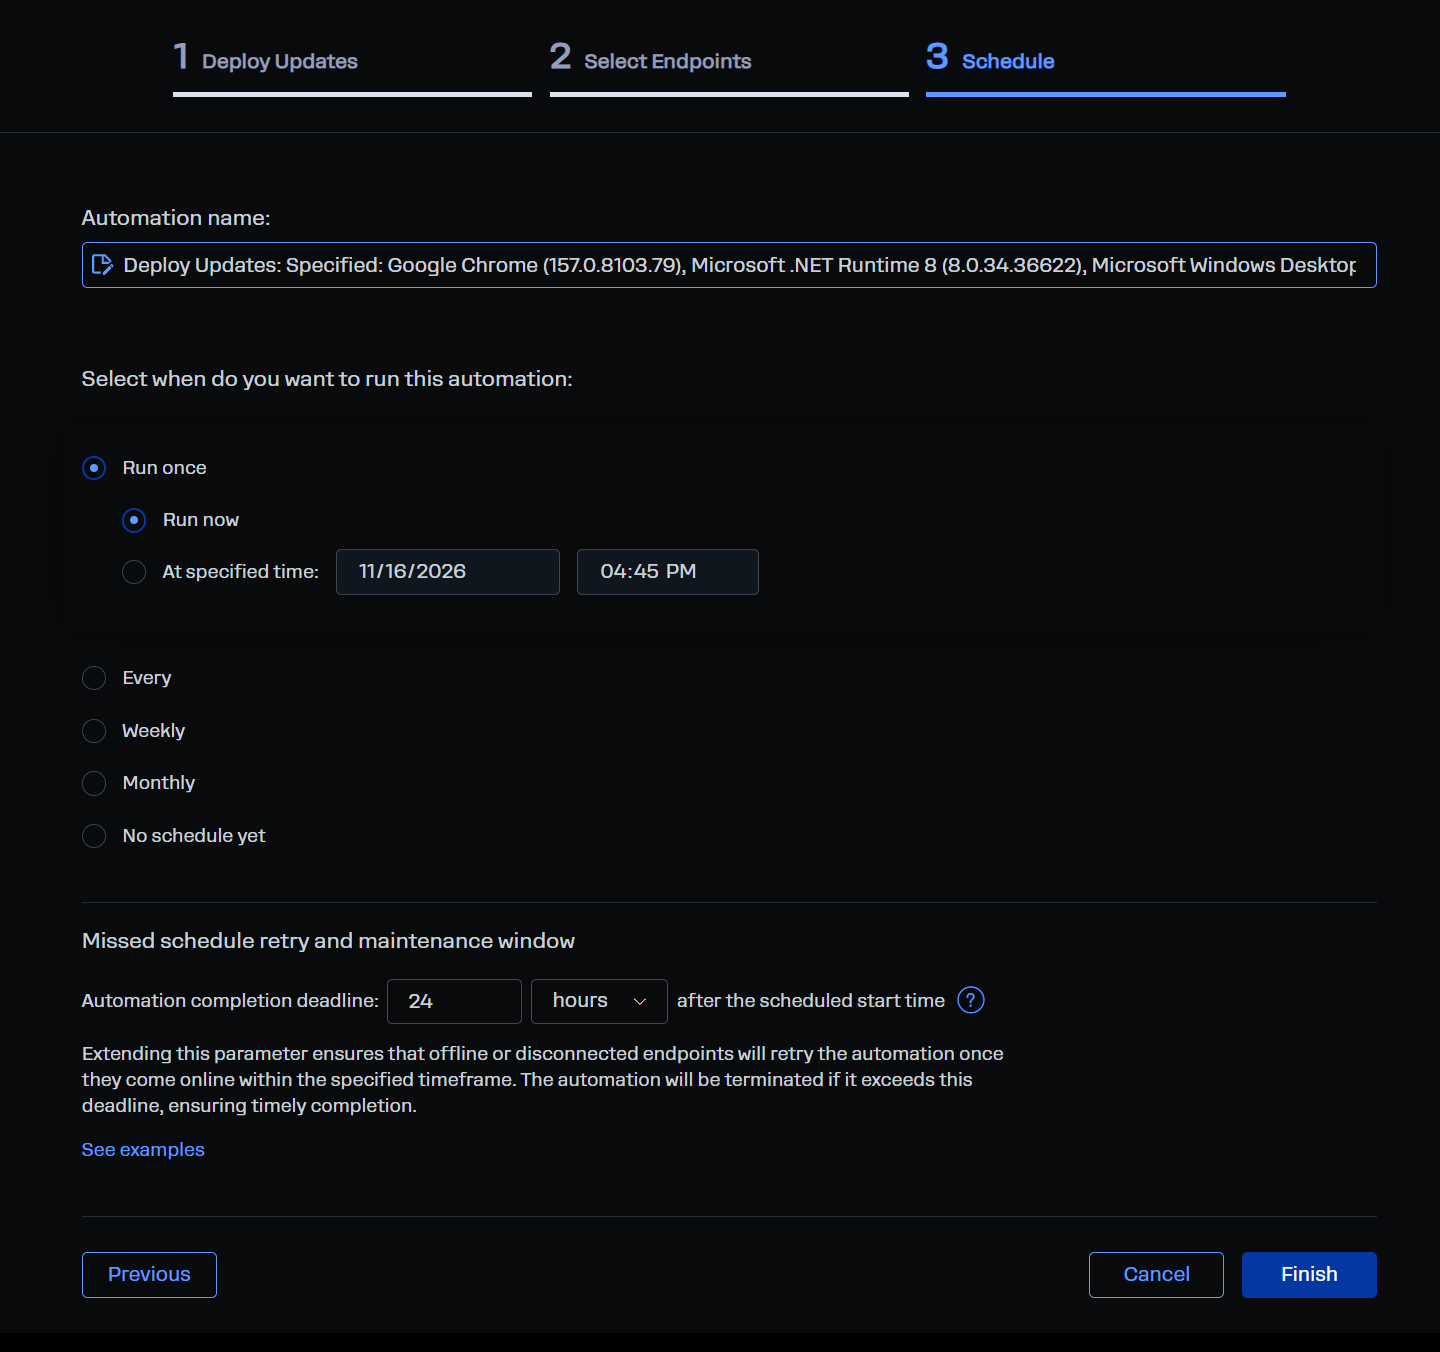 1 Deploy Updates 2 Select Endpoints 3 Schedule
Automation name:
Deploy Updates: Specified: Google Chrome (157.0.8103.79), Microsoft .NET Runtime 8 (8.0.34.36622), Microsoft Windows Desktop
Select when do you want to run this automation:
Run once
Run now
At specified time: 11/16/2026 04:45 PM
Every
Weekly
Monthly
No schedule yet
Missed schedule retry and maintenance window
Automation completion deadline: 24 hours after the scheduled start time ?
Extending this parameter ensures that offline or disconnected endpoints will retry the automation once
they come online within the specified timeframe. The automation will be terminated if it exceeds this
deadline, ensuring timely completion.
See examples
Previous Cancel Finish